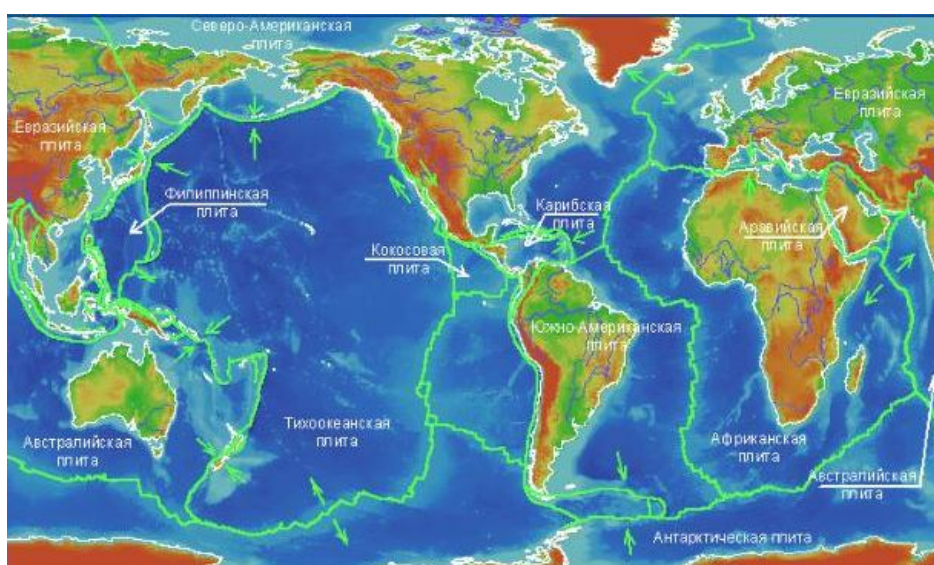 Северо-Американская
плита
Евразийская
плита
Евразийская
плита
Филиппинская
плита
Карибская
плита
Аравийская
плита
Кокосовая
плита
Южно-Американская
плита
Тихоокеанская
плита
Австралийская
плита
Африканская
плита
Австралийская
плита
Антарктическая плита